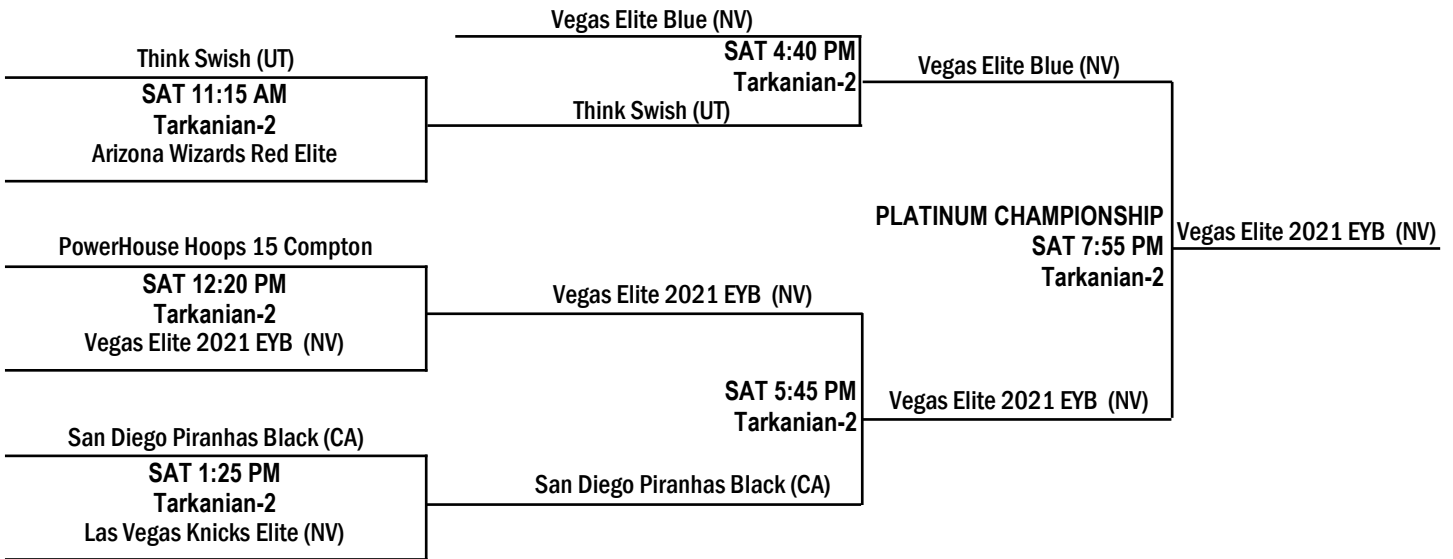 Vegas Elite Blue (NV)
Think Swish (UT)
SAT 4:40 PM
Tarkanian-2
Vegas Elite Blue (NV)
SAT 11:15 AM
Tarkanian-2
Think Swish (UT)
Arizona Wizards Red Elite
PLATINUM CHAMPIONSHIP
SAT 7:55 PM
Tarkanian-2
Vegas Elite 2021 EYB (NV)
PowerHouse Hoops 15 Compton
SAT 12:20 PM
Tarkanian-2
Vegas Elite 2021 EYB (NV)
Vegas Elite 2021 EYB (NV)
SAT 5:45 PM
Tarkanian-2
Vegas Elite 2021 EYB (NV)
San Diego Piranhas Black (CA)
SAT 1:25 PM
Tarkanian-2
San Diego Piranhas Black (CA)
Las Vegas Knicks Elite (NV)